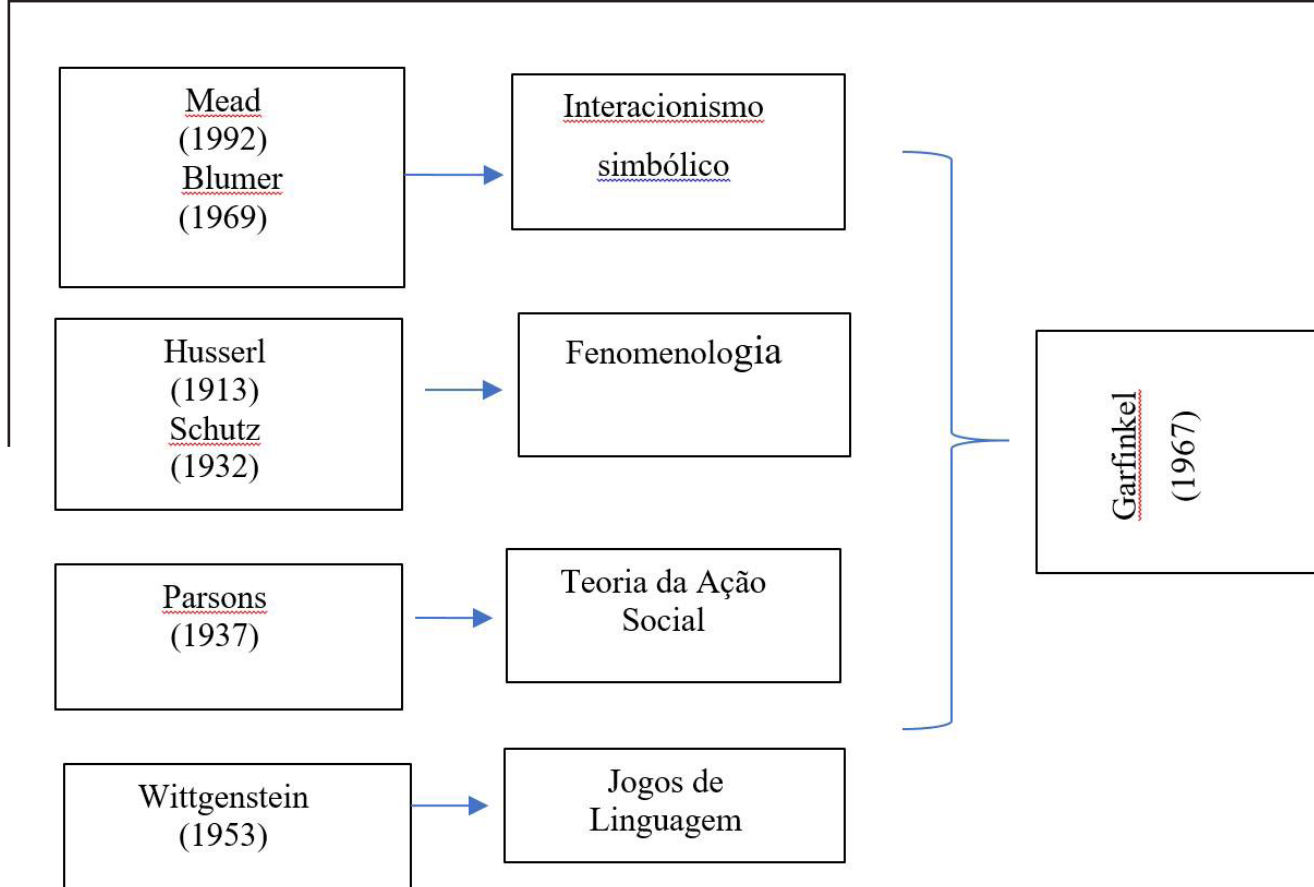 Mead
(1992)
Blumer
(1969)
Interacionismo
simbólico
Husserl
(1913)
Schutz
(1932)
Fenomenologia
Parsons
(1937)
Teoria da Ação
Social
Wittgenstein
(1953)
Jogos de
Linguagem
Garfinkel
(1967)